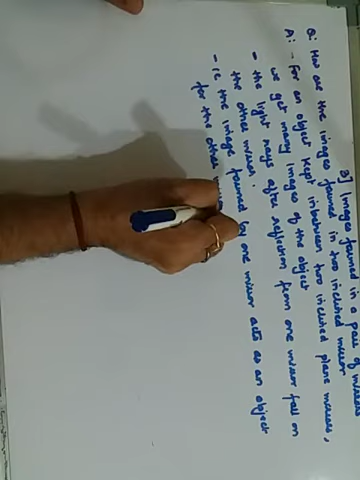 3] Images formed in a pair of mirrors
Q: How are the images formed in two inclined mirror
A: - For an object kept inbetween two inclined plane mirrors,
we get many images of the object
- the light rays after reflection from one mirror fall on
the other mirror.
- ie the image formed by one mirror acts as an object
for the other